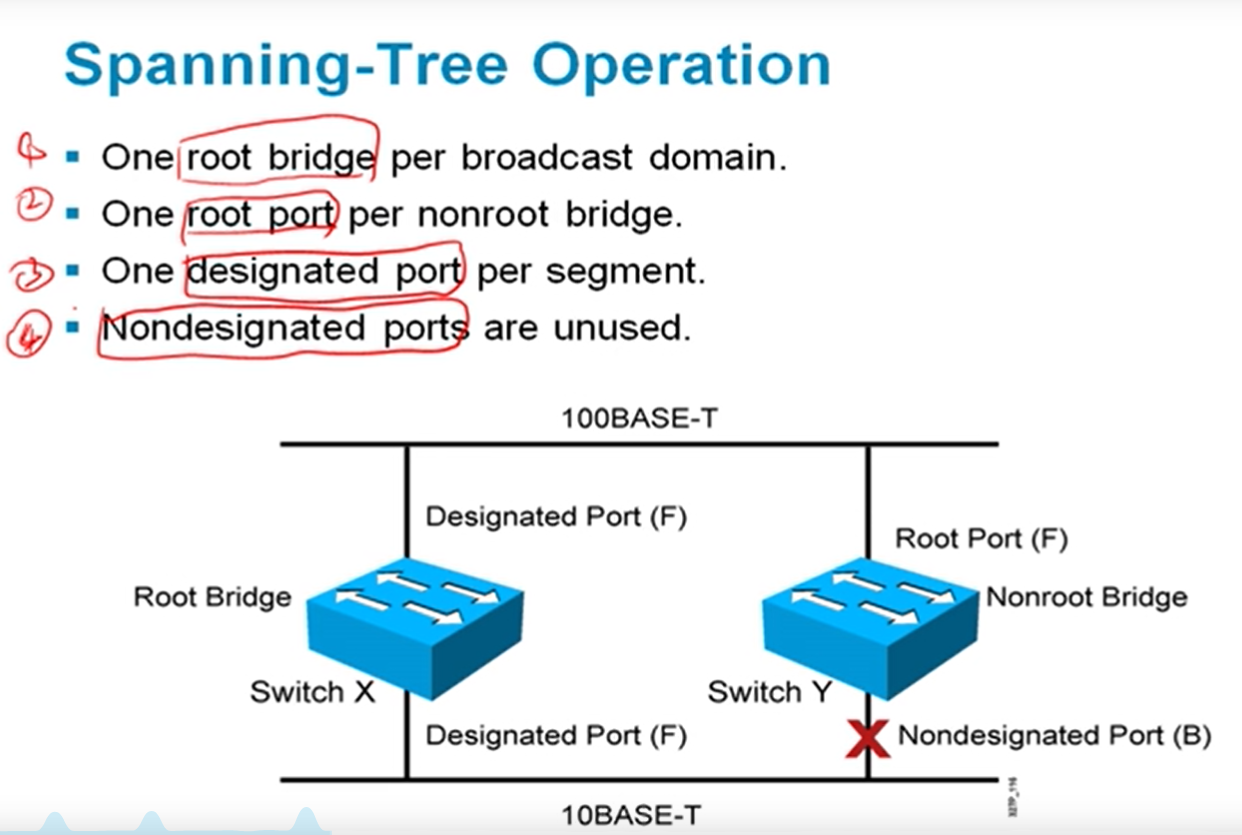 Spanning-Tree Operation
1 ▪ One root bridge per broadcast domain.
2 ▪ One root port per nonroot bridge.
3 ▪ One designated port per segment.
4 ▪ Nondesignated ports are unused.
100BASE-T
Designated Port (F)
Root Port (F)
Root Bridge
Nonroot Bridge
Switch X
Switch Y
Designated Port (F)
Nondesignated Port (B)
10BASE-T